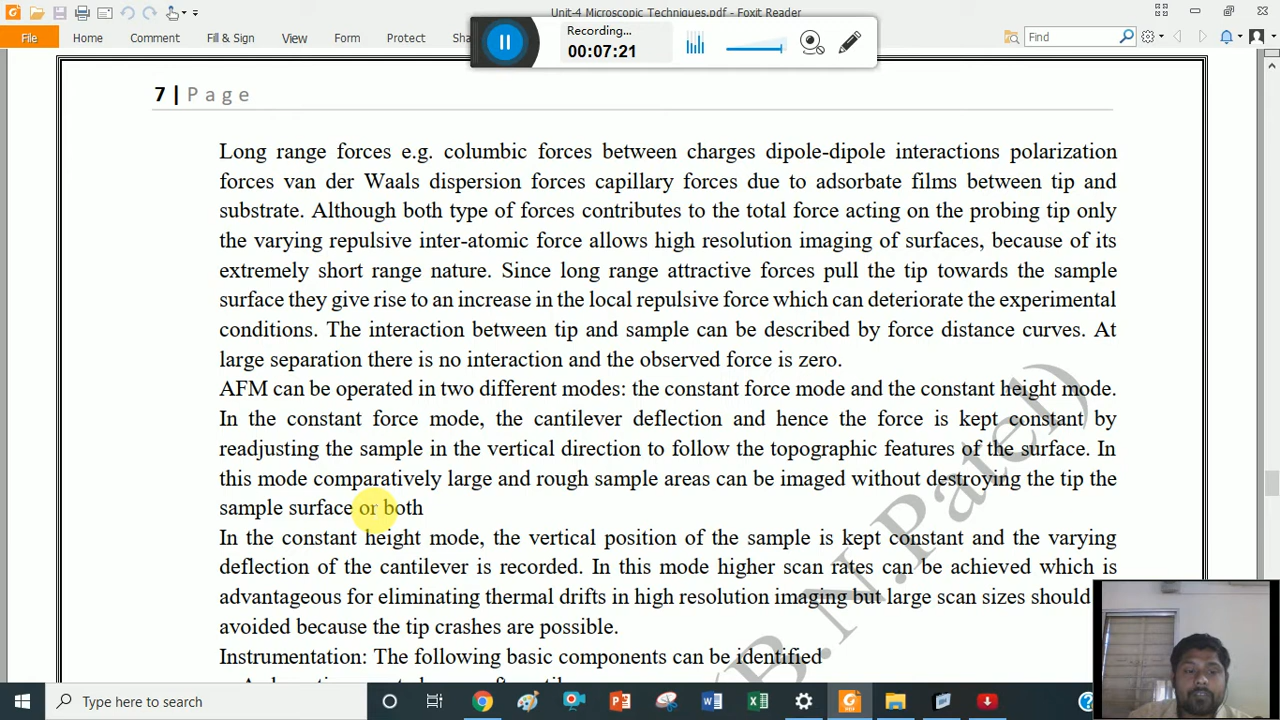 Unit-4 Microscopic Techniques.pdf - Foxit Reader
File Home Comment Fill & Sign View Form Protect Find
Recording...
00:07:21
7 | Page
Long range forces e.g. columbic forces between charges dipole-dipole interactions polarization
forces van der Waals dispersion forces capillary forces due to adsorbate films between tip and
substrate. Although both type of forces contributes to the total force acting on the probing tip only
the varying repulsive inter-atomic force allows high resolution imaging of surfaces, because of its
extremely short range nature. Since long range attractive forces pull the tip towards the sample
surface they give rise to an increase in the local repulsive force which can deteriorate the experimental
conditions. The interaction between tip and sample can be described by force distance curves. At
large separation there is no interaction and the observed force is zero.
AFM can be operated in two different modes: the constant force mode and the constant height mode.
In the constant force mode, the cantilever deflection and hence the force is kept constant by
readjusting the sample in the vertical direction to follow the topographic features of the surface. In
this mode comparatively large and rough sample areas can be imaged without destroying the tip the
sample surface or both
In the constant height mode, the vertical position of the sample is kept constant and the varying
deflection of the cantilever is recorded. In this mode higher scan rates can be achieved which is
advantageous for eliminating thermal drifts in high resolution imaging but large scan sizes should
avoided because the tip crashes are possible.
Instrumentation: The following basic components can be identified
(B.N.Patel)
Type here to search